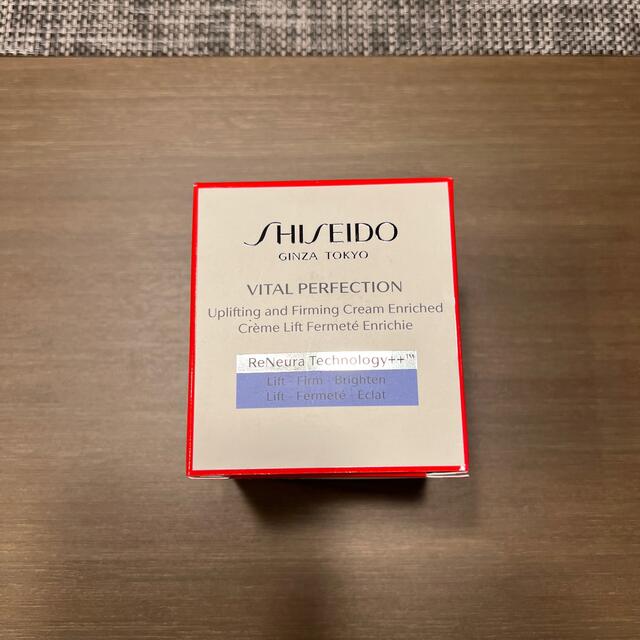 SHISEIDO
GINZA TOKYO
VITAL PERFECTION
Uplifting and Firming Cream Enriched
Crème Lift Fermeté Enrichie
ReNeura Technology++™
Lift - Firm - Brighten
Lift - Fermeté - Éclat